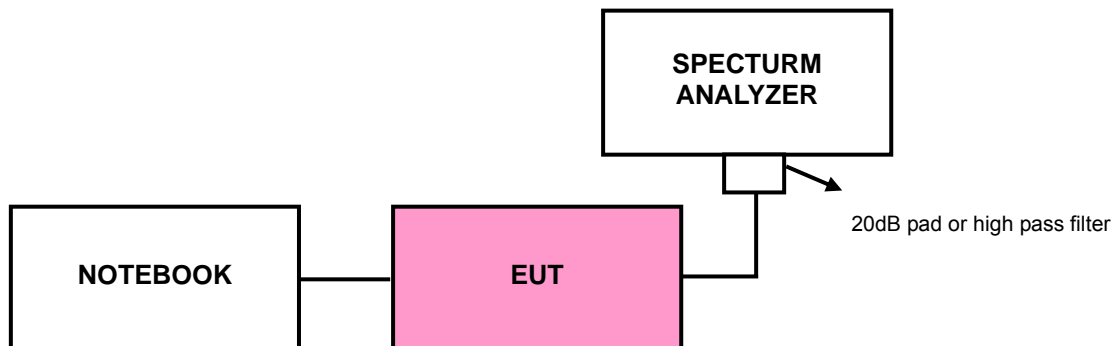 SPECTURM
ANALYZER
20dB pad or high pass filter
NOTEBOOK
EUT